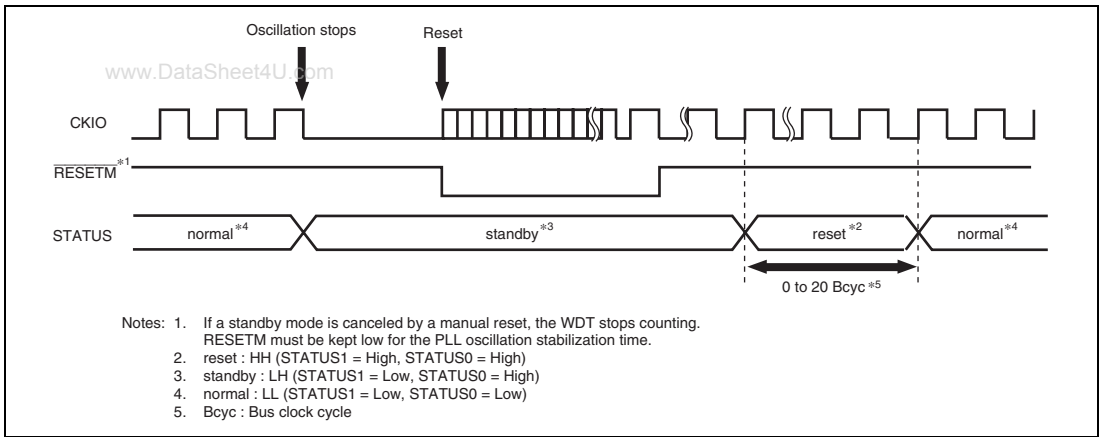 Oscillation stops
Reset
www.DataSheet4U.com
CKIO
RESETM*1
STATUS
normal*4
standby*3
reset*2
normal*4
0 to 20 Bcyc*5
Notes: 1. If a standby mode is canceled by a manual reset, the WDT stops counting.
RESETM must be kept low for the PLL oscillation stabilization time.
2. reset : HH (STATUS1 = High, STATUS0 = High)
3. standby : LH (STATUS1 = Low, STATUS0 = High)
4. normal : LL (STATUS1 = Low, STATUS0 = Low)
5. Bcyc : Bus clock cycle